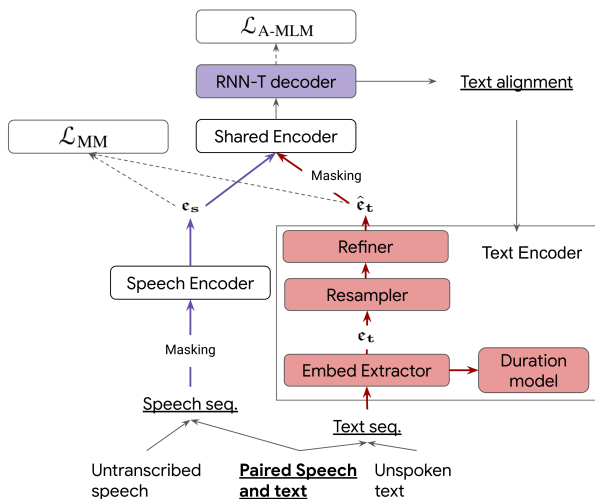 𝓛A-MLM
RNN-T decoder
Text alignment
Shared Encoder
𝓛MM
Masking
𝔢s
𝔢̂t
Refiner
Text Encoder
Speech Encoder
Resampler
𝔢t
Masking
Embed Extractor
Duration
model
Speech seq.
Text seq.
Untranscribed
speech
Paired Speech
and text
Unspoken
text